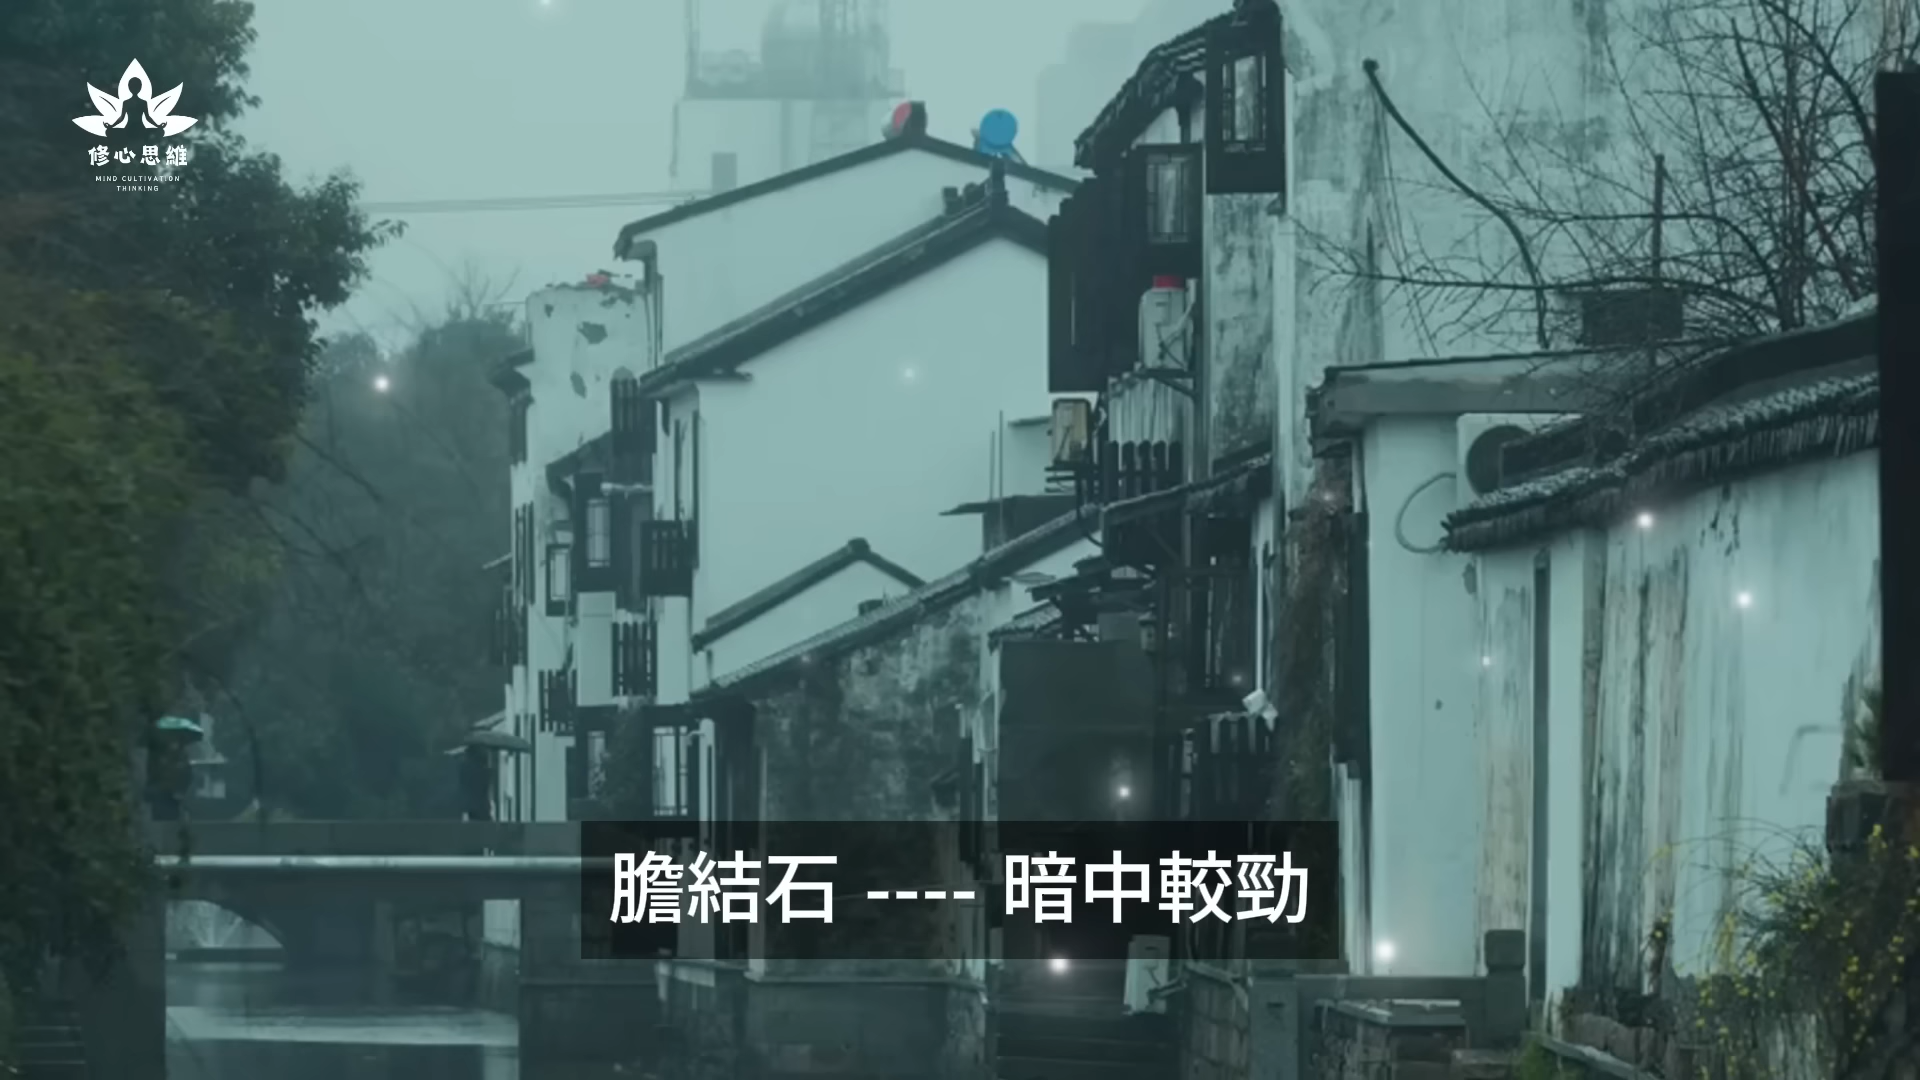 修心思維
MIND CULTIVATION
THINKING
膽結石 ---- 暗中較勁